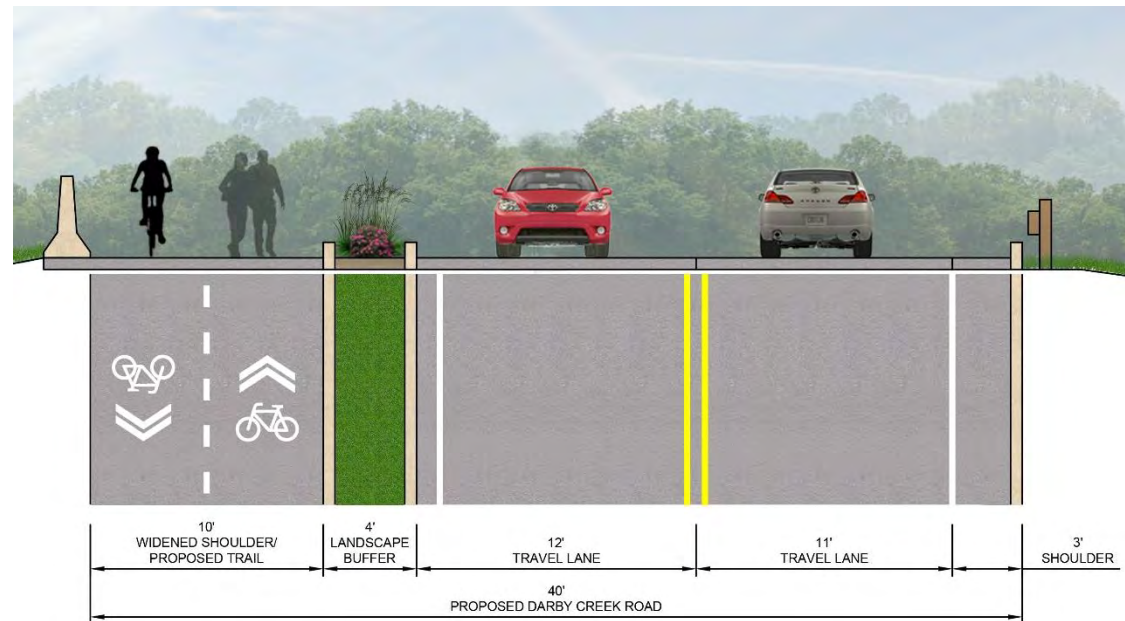 10'
WIDENED SHOULDER/
PROPOSED TRAIL
4'
LANDSCAPE
BUFFER
12'
TRAVEL LANE
11'
TRAVEL LANE
3'
SHOULDER
40'
PROPOSED DARBY CREEK ROAD